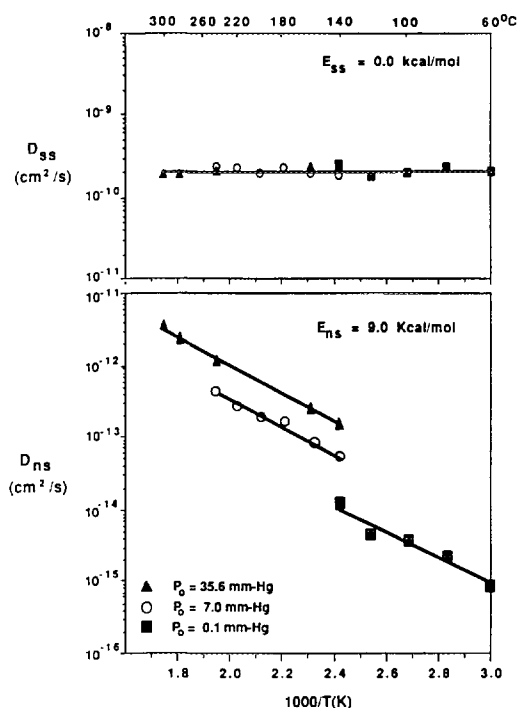 300 260 220 180 140 100 60°C
10⁻⁸
E_ss = 0.0 kcal/mol
10⁻⁹
D_ss
(cm²/s)
10⁻¹⁰
10⁻¹¹
10⁻¹¹
E_ns = 9.0 Kcal/mol
10⁻¹²
10⁻¹³
D_ns
(cm²/s)
10⁻¹⁴
10⁻¹⁵
P_o = 35.6 mm-Hg
P_o = 7.0 mm-Hg
P_o = 0.1 mm-Hg
10⁻¹⁶
1.8 2.0 2.2 2.4 2.6 2.8 3.0
1000/T(K)